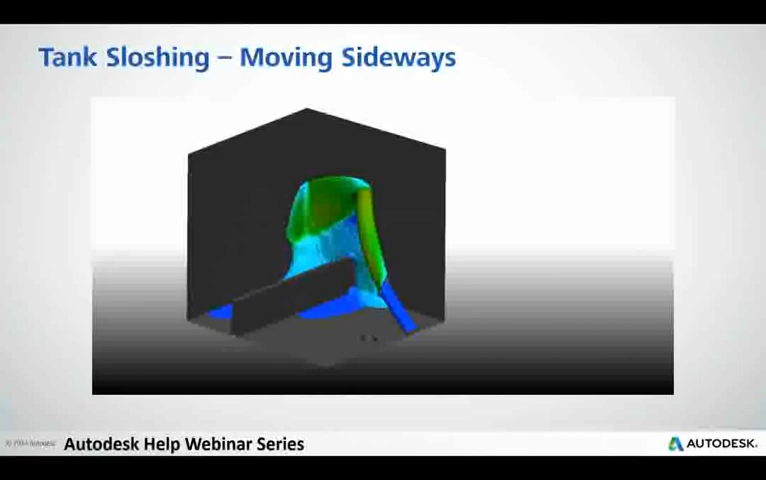 Tank Sloshing – Moving Sideways
Autodesk Help Webinar Series
AUTODESK.